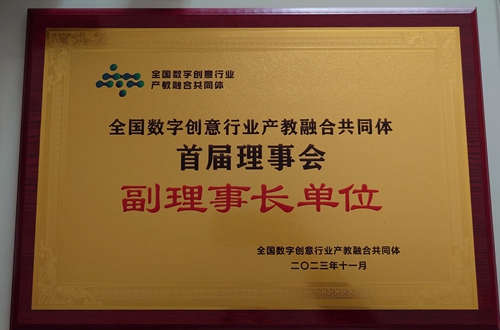 全国数字创意行业
产教融合共同体
全国数字创意行业产教融合共同体
首届理事会
副理事长单位
全国数字创意行业产教融合共同体
二〇二三年十一月